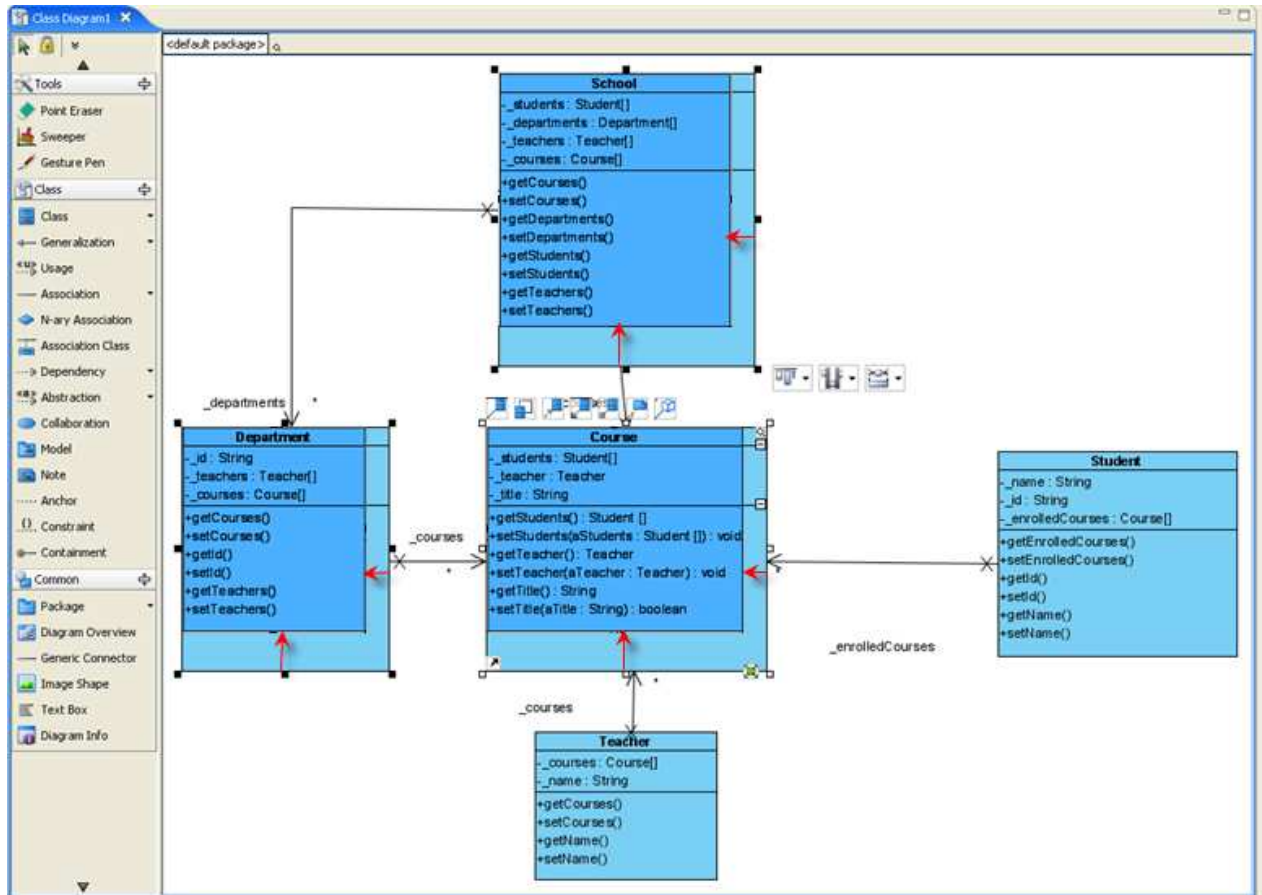 Class Diagram1
<default package>
Tools
Point Eraser
Sweeper
Gesture Pen
Class
Class
Generalization
Usage
Association
N-ary Association
Association Class
Dependency
Abstraction
Collaboration
Model
Note
Anchor
Constraint
Containment
Common
Package
Diagram Overview
Generic Connector
Image Shape
Text Box
Diagram Info
School
-_students : Student[]
-_departments : Department[]
-_teachers : Teacher[]
-_courses : Course[]
+getCourses()
+setCourses()
+getDepartments()
+setDepartments()
+getStudents()
+setStudents()
+getTeachers()
+setTeachers()
_departments *
Department
-_id : String
-_teachers : Teacher[]
-_courses : Course[]
+getCourses()
+setCourses()
+getId()
+setId()
+getTeachers()
+setTeachers()
_courses
*
Course
-_students : Student[]
-_teacher : Teacher
-_title : String
+getStudents() : Student []
+setStudents(aStudents : Student []) : void
+getTeacher() : Teacher
+setTeacher(aTeacher : Teacher) : void
+getTitle() : String
+setTitle(aTitle : String) : boolean
*
_enrolledCourses
Student
-_name : String
-_id : String
-_enrolledCourses : Course[]
+getEnrolledCourses()
+setEnrolledCourses()
+getId()
+setId()
+getName()
+setName()
*
_courses
Teacher
-_courses : Course[]
-_name : String
+getCourses()
+setCourses()
+getName()
+setName()